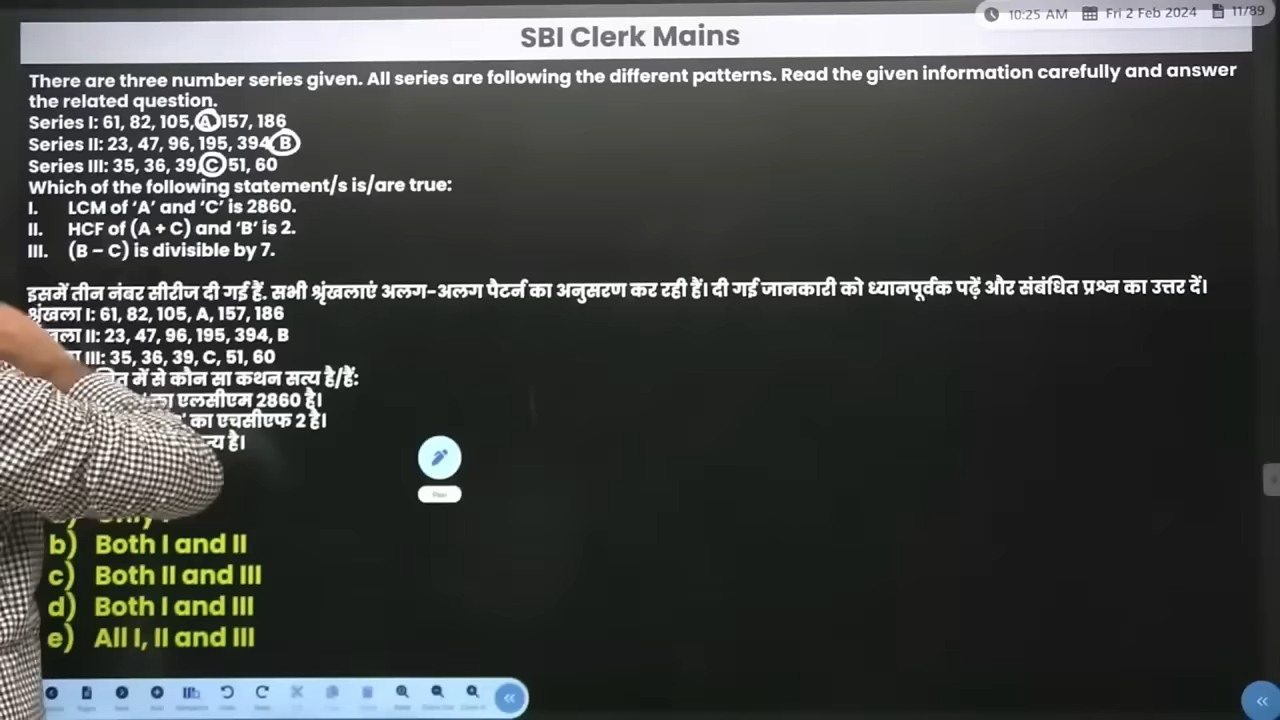 10:25 AM Fri 2 Feb 2024 11/89
SBI Clerk Mains
There are three number series given. All series are following the different patterns. Read the given information carefully and answer
the related question.
Series I: 61, 82, 105, A, 157, 186
Series II: 23, 47, 96, 195, 394, B
Series III: 35, 36, 39, C, 51, 60
Which of the following statement/s is/are true:
I. LCM of ‘A’ and ‘C’ is 2860.
II. HCF of (A + C) and ‘B’ is 2.
III. (B – C) is divisible by 7.
इसमें तीन नंबर सीरीज दी गई हैं. सभी श्रृंखलाएं अलग-अलग पैटर्न का अनुसरण कर रही हैं। दी गई जानकारी को ध्यानपूर्वक पढ़ें और संबंधित प्रश्न का उत्तर दें।
श्रृंखला I: 61, 82, 105, A, 157, 186
II: 23, 47, 96, 195, 394, B
III: 35, 36, 39, C, 51, 60
में से कौन सा कथन सत्य है/हैं:
का एलसीएम 2860 है।
का एचसीएफ 2 है।
है।
Only
b) Both I and II
c) Both II and III
d) Both I and III
e) All I, II and III